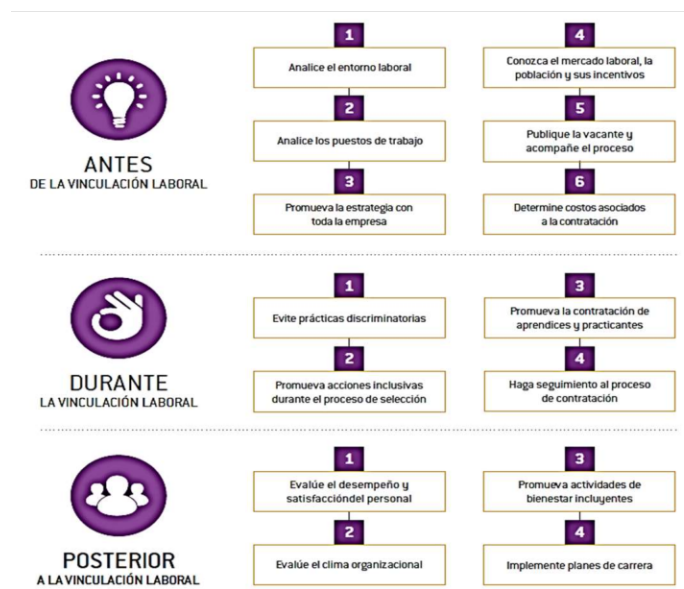 ANTES
DE LA VINCULACIÓN LABORAL
1
Analice el entorno laboral
2
Analice los puestos de trabajo
3
Promueva la estrategia con
toda la empresa
4
Conozca el mercado laboral, la
población y sus incentivos
5
Publique la vacante y
acompañe el proceso
6
Determine costos asociados
a la contratación
DURANTE
LA VINCULACIÓN LABORAL
1
Evite prácticas discriminatorias
2
Promueva acciones inclusivas
durante el proceso de selección
3
Promueva la contratación de
aprendices y practicantes
4
Haga seguimiento al proceso
de contratación
POSTERIOR
A LA VINCULACIÓN LABORAL
1
Evalúe el desempeño y
satisfaccióndel personal
2
Evalúe el clima organizacional
3
Promueva actividades de
bienestar incluyentes
4
Implemente planes de carrera